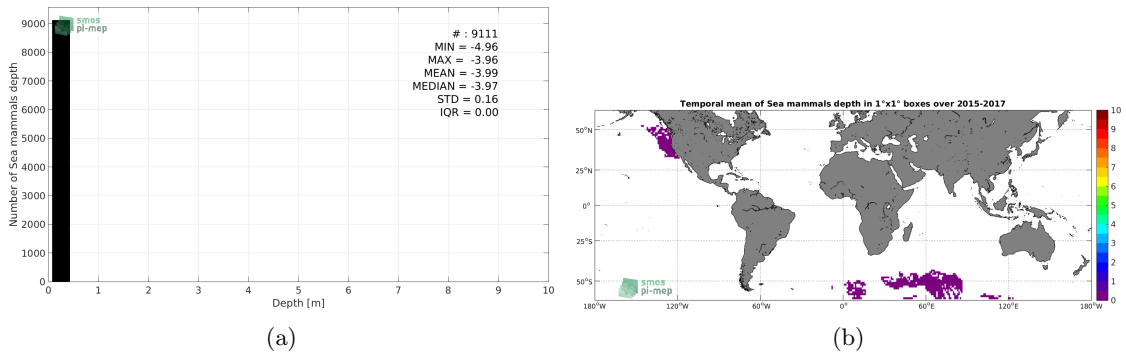 9000
8000
7000
6000
5000
4000
3000
2000
1000
0
Number of Sea mammals depth
smos
pi-mep
# : 9111
MIN = -4.96
MAX = -3.96
MEAN = -3.99
MEDIAN = -3.97
STD = 0.16
IQR = 0.00
0 1 2 3 4 5 6 7 8 9 10
Depth [m]
(a)
Temporal mean of Sea mammals depth in 1°x1° boxes over 2015-2017
50°N
25°N
0°
25°S
50°S
smos
pi-mep
180°W 120°W 60°W 0° 60°E 120°E 180°W
10
9
8
7
6
5
4
3
2
1
0
(b)